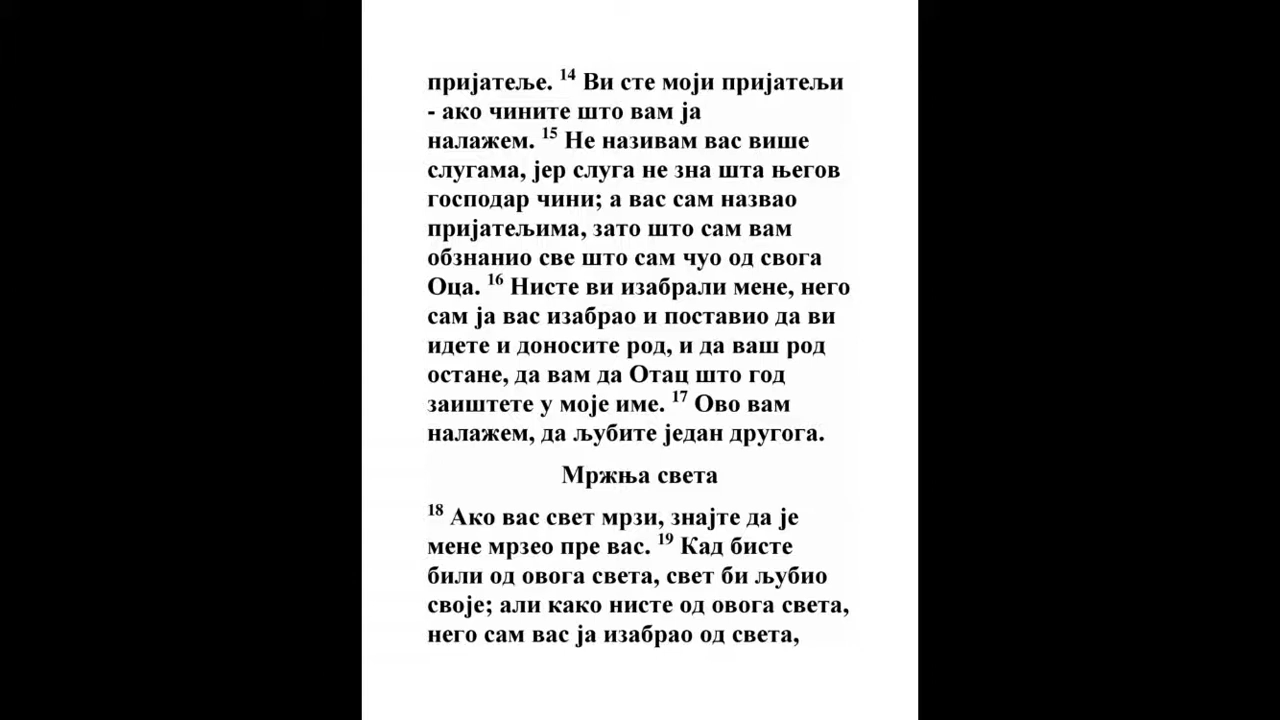 пријатеље. 14 Ви сте моји пријатељи
- ако чините што вам ја
налажем. 15 Не називам вас више
слугама, јер слуга не зна шта његов
господар чини; а вас сам назвао
пријатељима, зато што сам вам
обзнанио све што сам чуо од свога
Оца. 16 Нисте ви изабрали мене, него
сам ја вас изабрао и поставио да ви
идете и доносите род, и да ваш род
остане, да вам да Отац што год
заиштете у моје име. 17 Ово вам
налажем, да љубите један другога.
Мржња света
18 Ако вас свет мрзи, знајте да је
мене мрзео пре вас. 19 Кад бисте
били од овога света, свет би љубио
своје; али како нисте од овога света,
него сам вас ја изабрао од света,